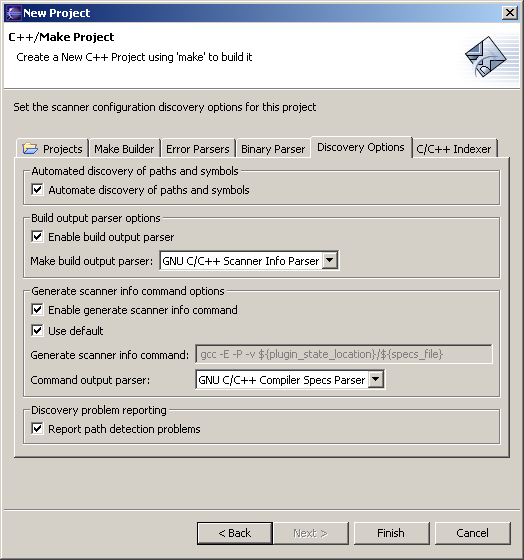 New Project
C++/Make Project
Create a New C++ Project using 'make' to build it
Set the scanner configuration discovery options for this project
Projects Make Builder Error Parsers Binary Parser Discovery Options C/C++ Indexer
Automated discovery of paths and symbols
Automate discovery of paths and symbols
Build output parser options
Enable build output parser
Make build output parser: GNU C/C++ Scanner Info Parser
Generate scanner info command options
Enable generate scanner info command
Use default
Generate scanner info command: gcc -E -P -v ${plugin_state_location}/${specs_file}
Command output parser: GNU C/C++ Compiler Specs Parser
Discovery problem reporting
Report path detection problems
< Back Next > Finish Cancel